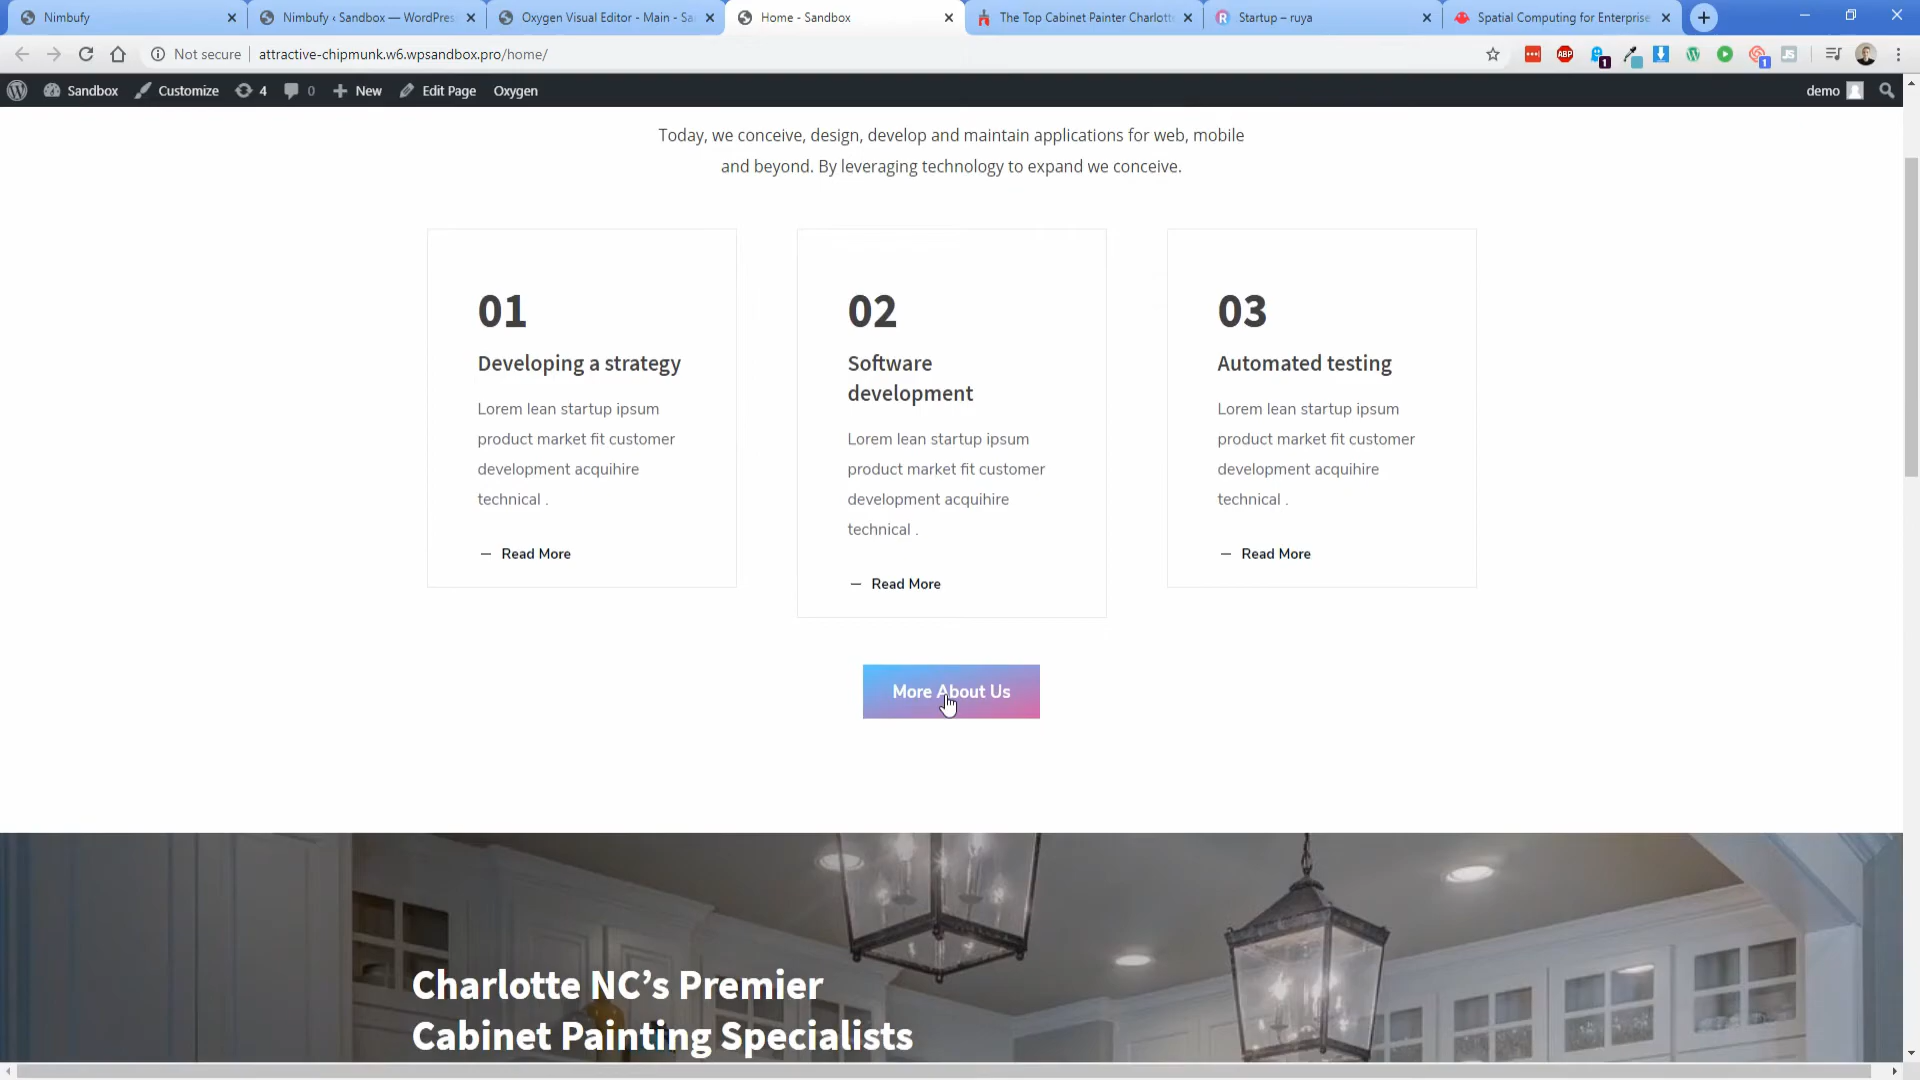 Nimbufy
Nimbufy ‹ Sandbox — WordPres
Oxygen Visual Editor - Main - Sa
Home - Sandbox
The Top Cabinet Painter Charlott
Startup – ruya
Spatial Computing for Enterprise
Not secure
attractive-chipmunk.w6.wpsandbox.pro/home/
ABP
1
1
JS
Sandbox
Customize
4
0
New
Edit Page
Oxygen
demo
Today, we conceive, design, develop and maintain applications for web, mobile
and beyond. By leveraging technology to expand we conceive.
01
Developing a strategy
Lorem lean startup ipsum
product market fit customer
development acquihire
technical .
— Read More
02
Software
development
Lorem lean startup ipsum
product market fit customer
development acquihire
technical .
— Read More
03
Automated testing
Lorem lean startup ipsum
product market fit customer
development acquihire
technical .
— Read More
More About Us
Charlotte NC’s Premier
Cabinet Painting Specialists